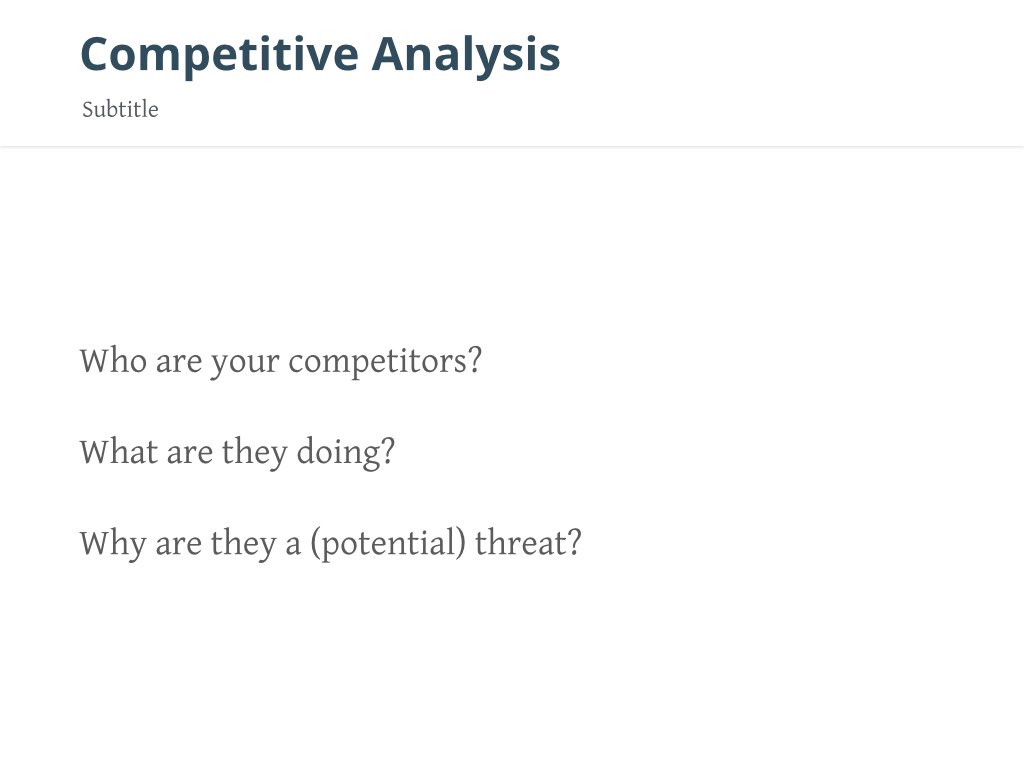 Competitive Analysis
Subtitle
Who are your competitors?
What are they doing?
Why are they a (potential) threat?